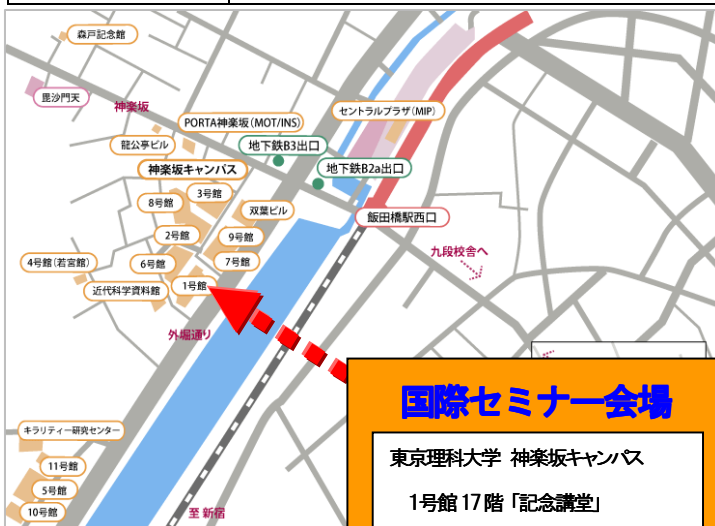 森戸記念館
毘沙門天
神楽坂
PORTA神楽坂(MOT/INS)
セントラルプラザ(MIP)
龍公亭ビル
地下鉄B3出口
地下鉄B2a出口
神楽坂キャンパス
3号館
8号館
双葉ビル
飯田橋駅西口
2号館
9号館
九段校舎へ
4号館(若宮館)
6号館
7号館
近代科学資料館
1号館
外堀通り
国際セミナー会場
キラリティー研究センター
東京理科大学 神楽坂キャンパス
11号館
5号館
1号館17階「記念講堂」
10号館
至 新宿